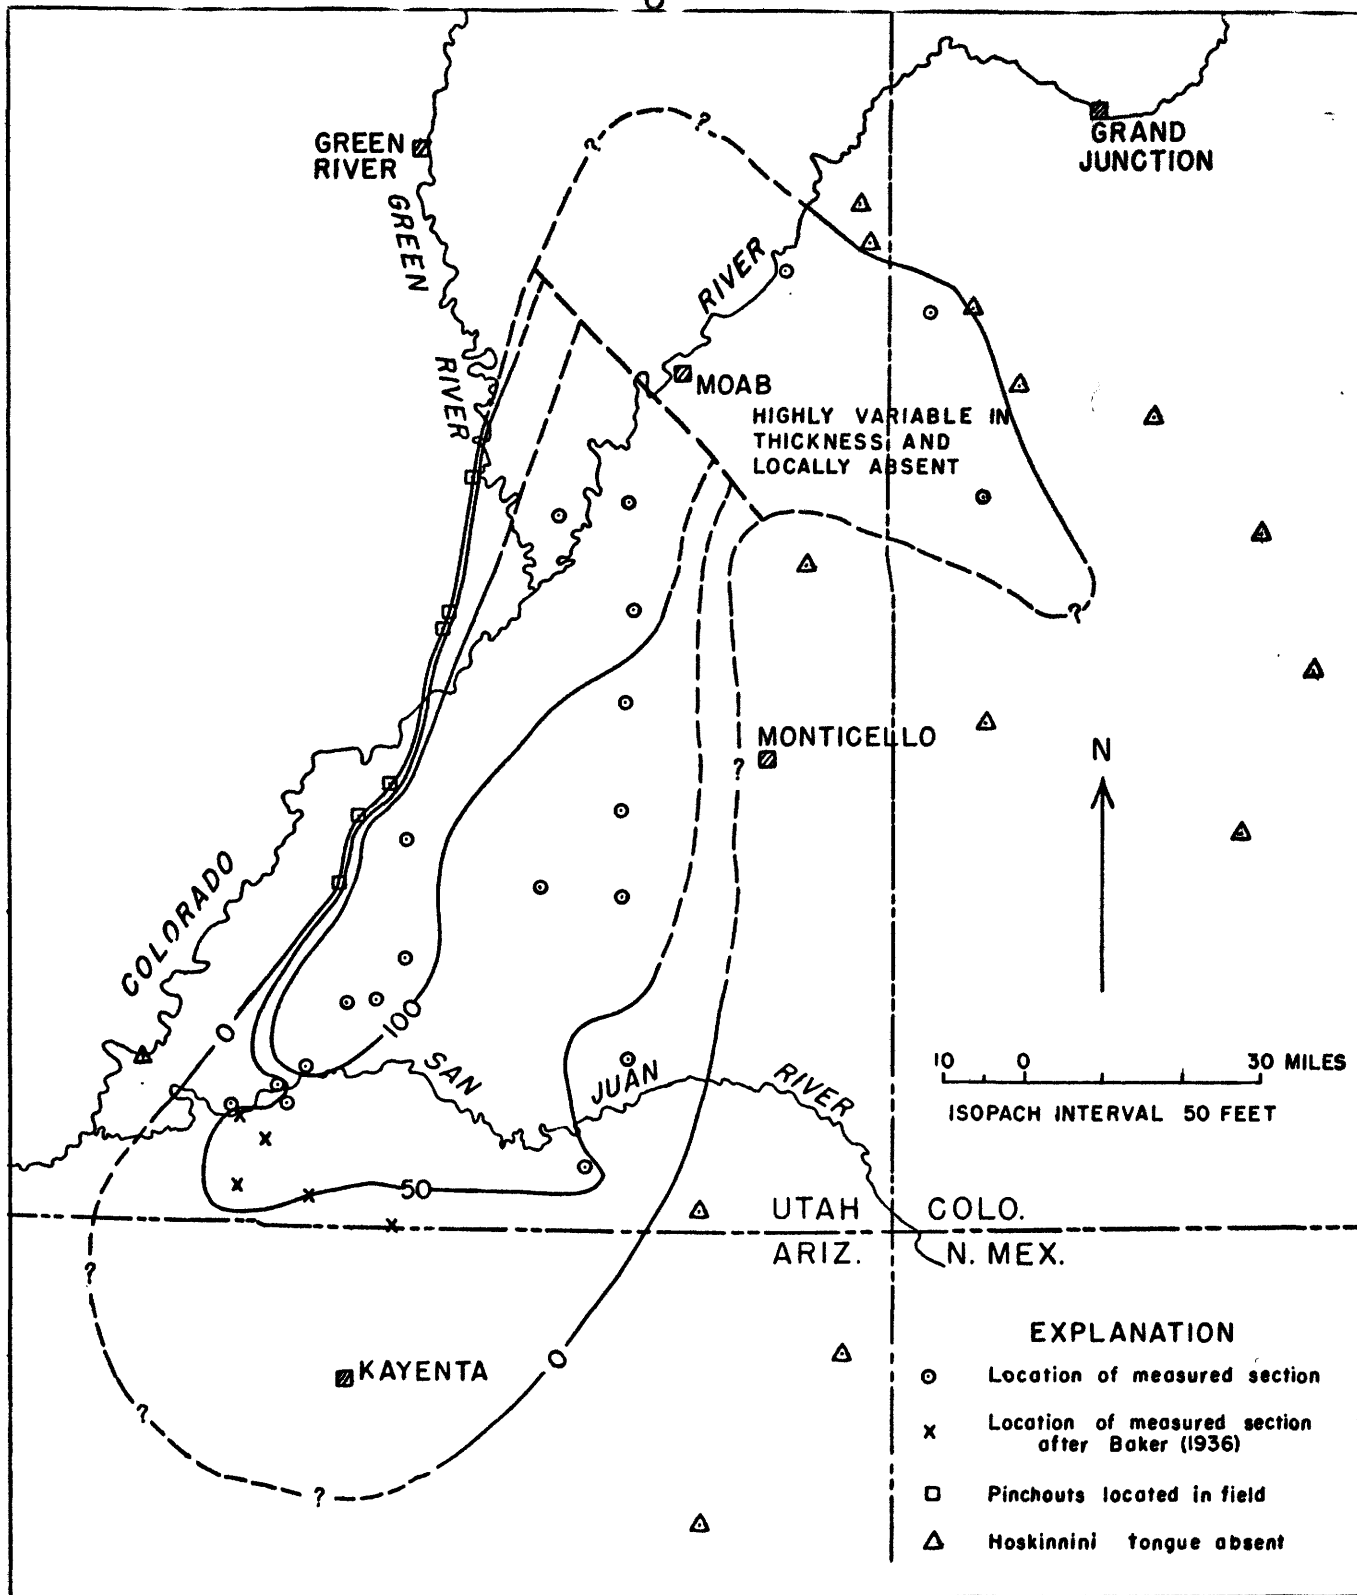 GRAND
JUNCTION
GREEN
RIVER
GREEN
RIVER
RIVER
MOAB
HIGHLY VARIABLE IN
THICKNESS AND
LOCALLY ABSENT
?
?
?
?
?
?
?
MONTICELLO
N
COLORADO
0
100
SAN
JUAN
RIVER
10 0 30 MILES
ISOPACH INTERVAL 50 FEET
50
UTAH COLO.
ARIZ. N. MEX.
0
KAYENTA
EXPLANATION
Location of measured section
x Location of measured section
after Baker (1936)
Pinchouts located in field
Hoskinnini tongue absent